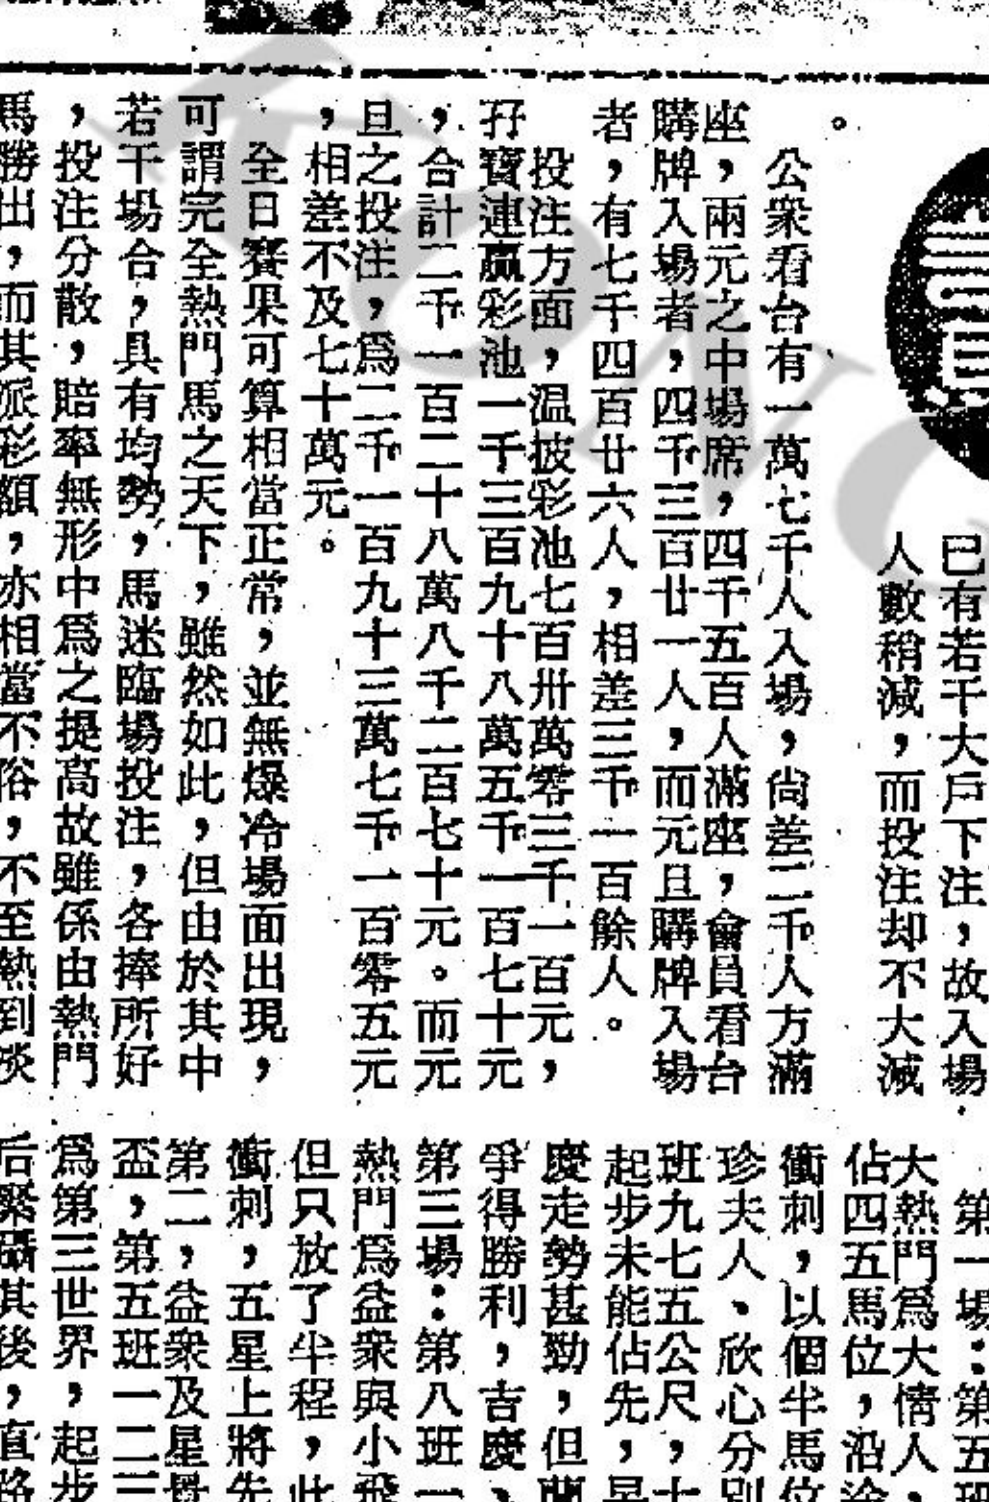 已有若干大戶下注，故入場
人數稍減，而投注却不大減
。
公衆看台有一萬七千人入場，尙差二千人方滿
座，兩元之中場席，四千五百人滿座，會員看台
購牌入場者，四千三百廿一人，而元旦購牌入場
者，有七千四百廿六人，相差三千一百餘人。
投注方面，温披彩池七百卅萬零三千一百元，
孖寶連贏彩池一千三百九十八萬五千一百七十元
，合計二千一百二十八萬八千二百七十元。而元
旦之投注，爲二千一百九十三萬七千一百零五元
，相差不及七十萬元。
全日賽果可算相當正常，並無爆冷場面出現，
可謂完全熱門馬之天下，雖然如此，但由於其中
若干場合，具有均勢，馬迷臨場投注，各捧所好
，投注分散，賠率無形中爲之提高故雖係由熱門
馬勝出，而其派彩額，亦相當不俗，不至熱到淡
第一場：第五班
大熱門爲大情人，
佔四五馬位，沿途
衝刺，以個半馬位
珍夫人、欣心分別
班九七五公尺，十
起步未能佔先，呈
慶走勢甚勁，但蘭
爭得勝利，吉慶、
第三場：第八班一
熱門爲益衆與小飛
但只放了半程，此
衝刺，五星上將先
第二，益衆及星
盃，第五班一二三
爲第三世界，起步
后緊躡其後，直路
KONG